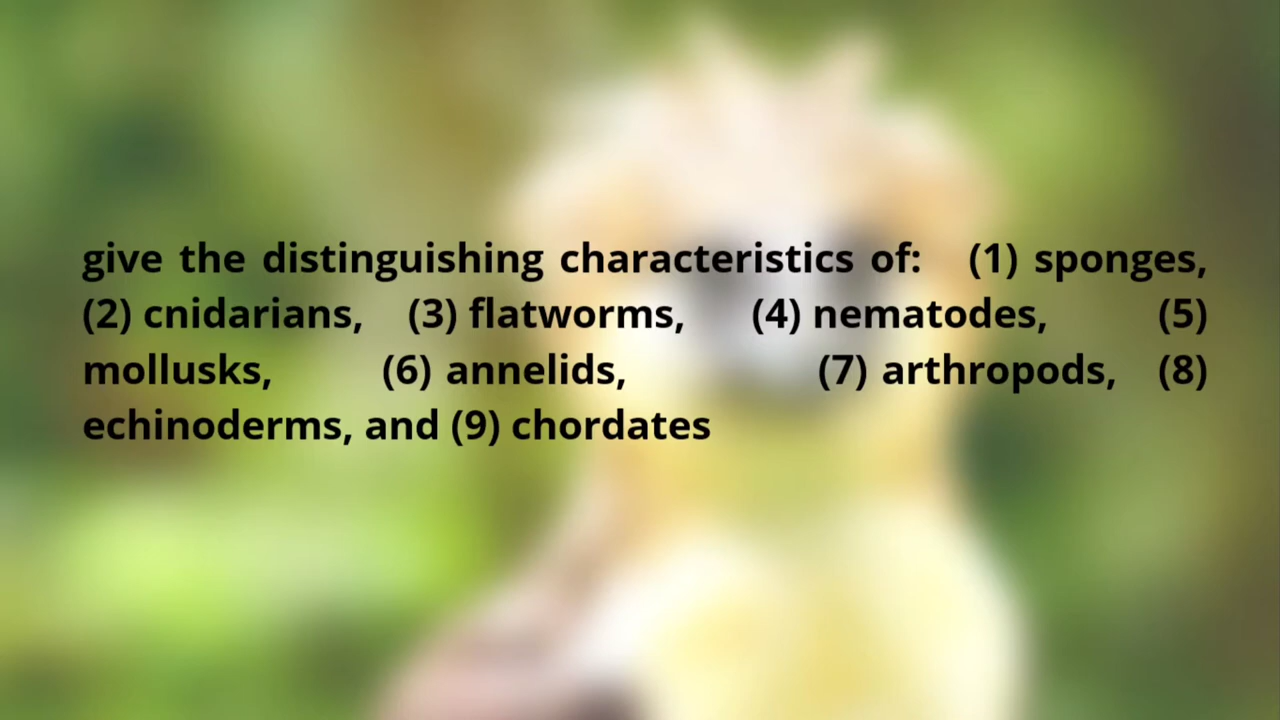 give the distinguishing characteristics of: (1) sponges,
(2) cnidarians, (3) flatworms, (4) nematodes, (5)
mollusks, (6) annelids, (7) arthropods, (8)
echinoderms, and (9) chordates